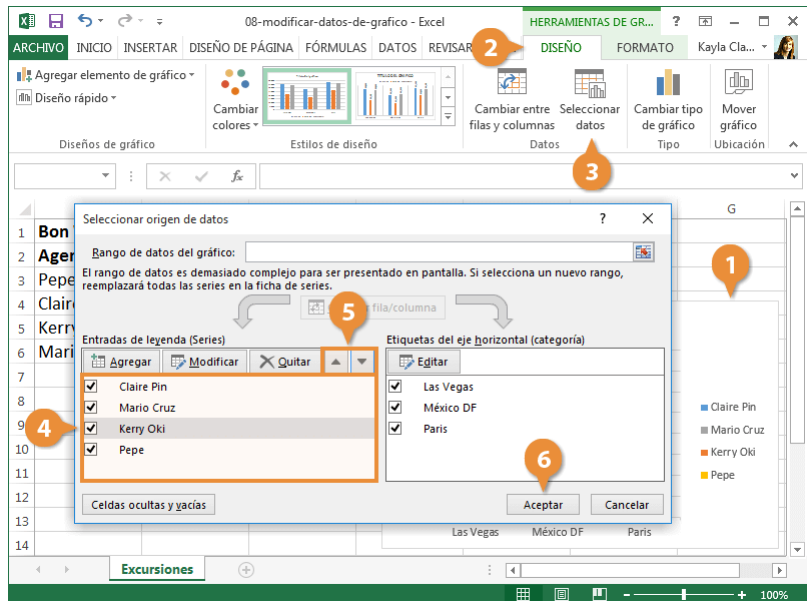 08-modificar-datos-de-grafico - Excel
HERRAMIENTAS DE GR... ?
ARCHIVO INICIO INSERTAR DISEÑO DE PÁGINA FÓRMULAS DATOS REVISAR 2 DISEÑO FORMATO Kayla Cla...
Agregar elemento de gráfico
Diseño rápido
Cambiar
colores
Cambiar entre
filas y columnas
Seleccionar
datos
Cambiar tipo
de gráfico
Mover
gráfico
Diseños de gráfico Estilos de diseño Datos Tipo Ubicación
3
fx
G
1 Bon
2 Agen
3 Pepe
4 Clair
5 Kerry
6 Mari
7
8
9
10
11
12
13
14
Seleccionar origen de datos ?
Rango de datos del gráfico:
El rango de datos es demasiado complejo para ser presentado en pantalla. Si selecciona un nuevo rango,
reemplazará todas las series en la ficha de series.
fila/columna
5
Entradas de leyenda (Series)
Agregar Modificar Quitar
Claire Pin
Mario Cruz
Kerry Oki
Pepe
4
Etiquetas del eje horizontal (categoría)
Editar
Las Vegas
México DF
Paris
6
Celdas ocultas y vacías
Aceptar Cancelar
1
Claire Pin
Mario Cruz
Kerry Oki
Pepe
Las Vegas México DF Paris
Excursiones
100%